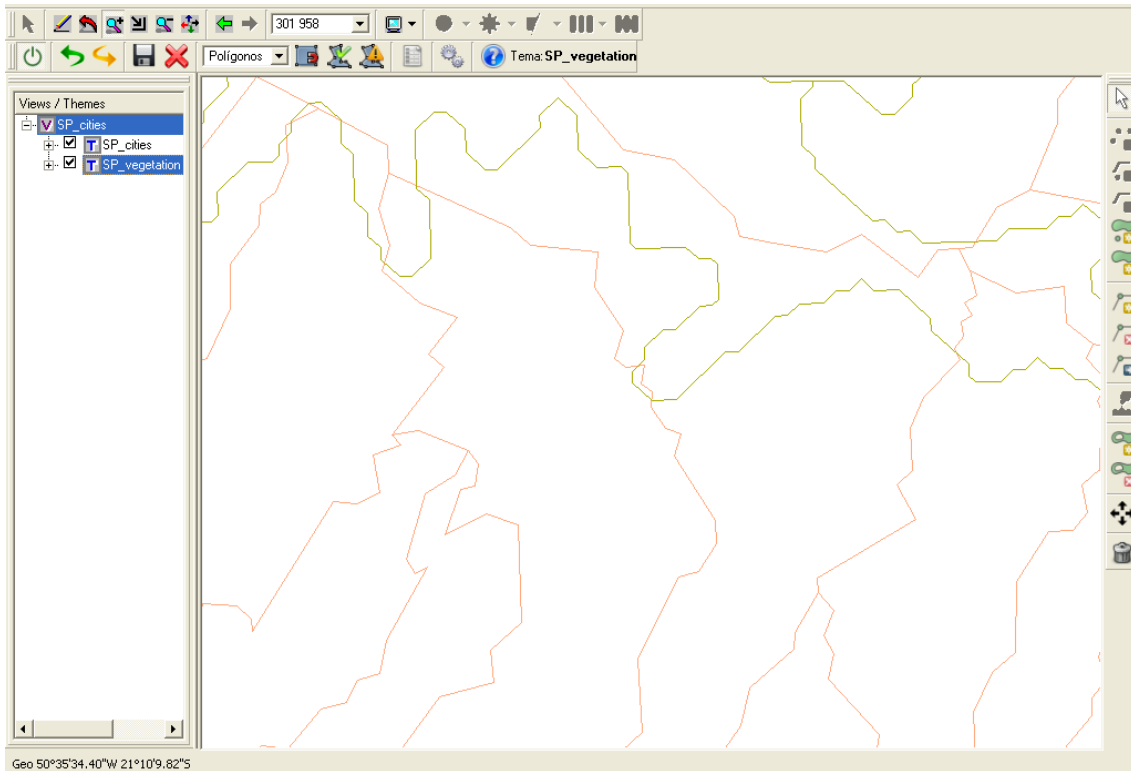 301 958
Polígonos
Tema: SP_vegetation
Views / Themes
SP_cities
SP_cities
SP_vegetation
Geo 50°35'34.40"W 21°10'9.82"S